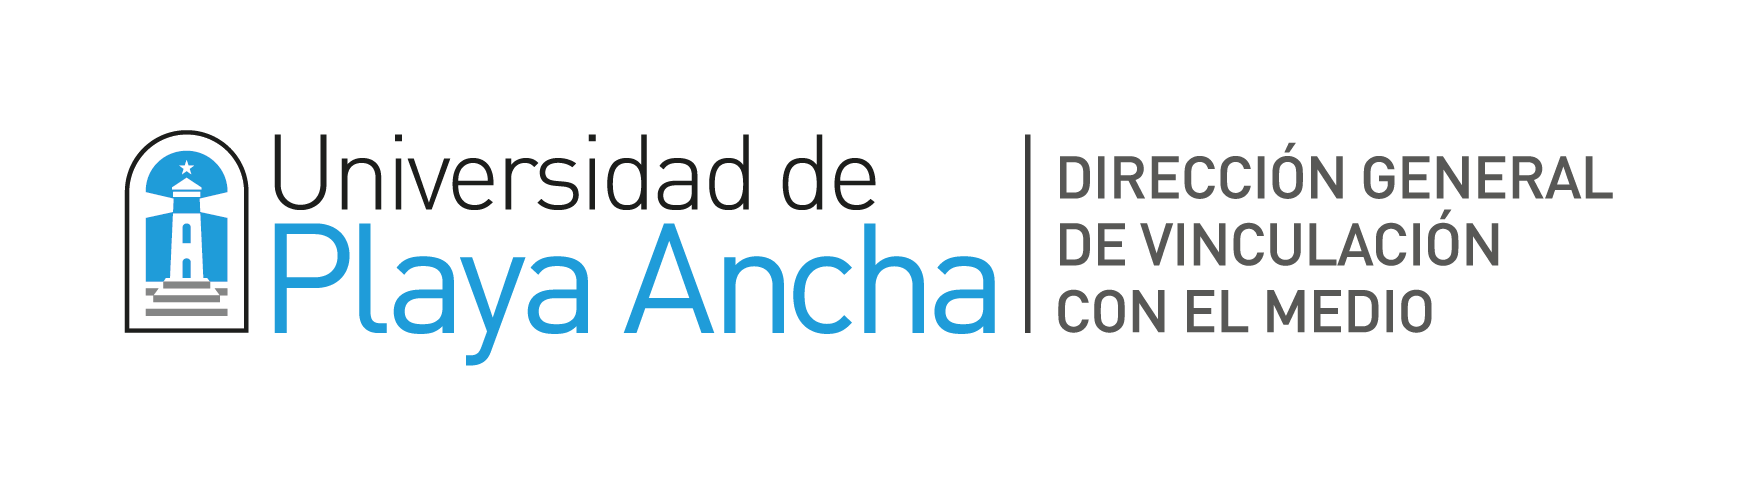 Universidad de
Playa Ancha
DIRECCIÓN GENERAL
DE VINCULACIÓN
CON EL MEDIO